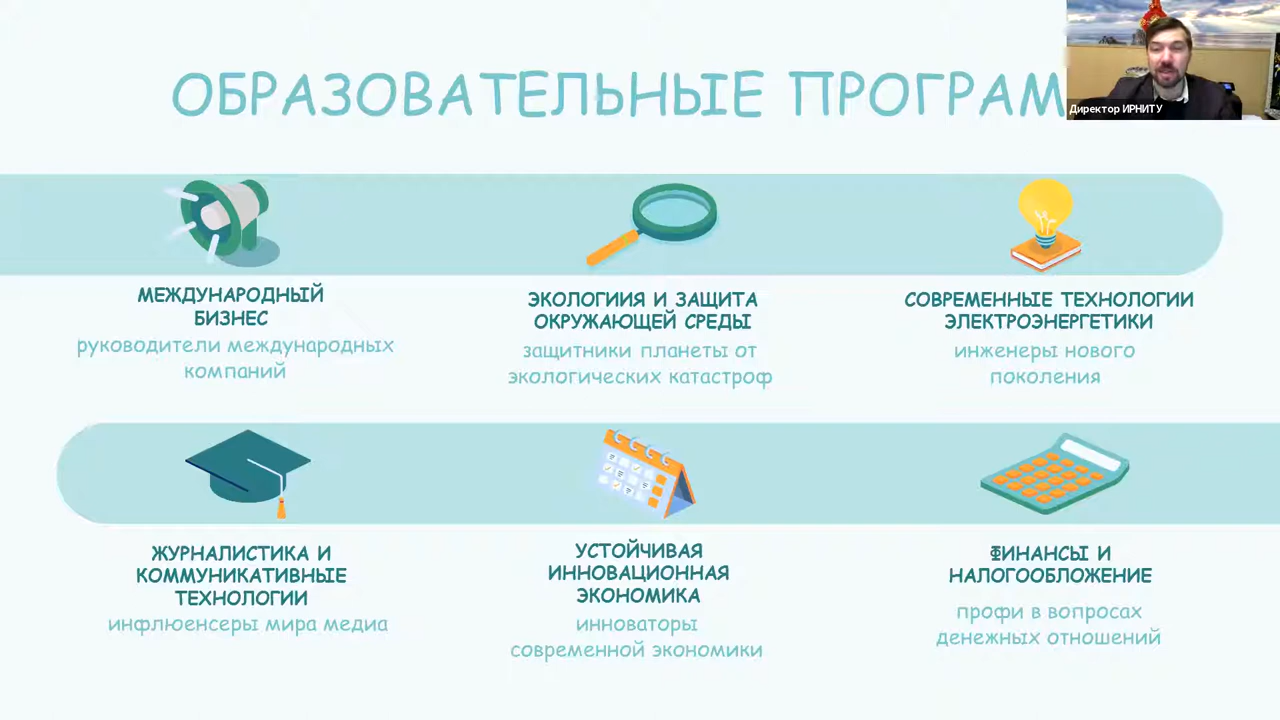 ОБРАЗОВАТЕЛЬНЫЕ ПРОГРАМ
Директор ИРНИТУ
МЕЖДУНАРОДНЫЙ
БИЗНЕС
руководители международных
компаний
ЭКОЛОГИИЯ И ЗАЩИТА
ОКРУЖАЮЩЕЙ СРЕДЫ
защитники планеты от
экологических катастроф
СОВРЕМЕННЫЕ ТЕХНОЛОГИИ
ЭЛЕКТРОЭНЕРГЕТИКИ
инженеры нового
поколения
ЖУРНАЛИСТИКА И
КОММУНИКАТИВНЫЕ
ТЕХНОЛОГИИ
инфлюенсеры мира медиа
УСТОЙЧИВАЯ
ИННОВАЦИОННАЯ
ЭКОНОМИКА
инноваторы
современной экономики
ФИНАНСЫ И
НАЛОГООБЛОЖЕНИЕ
профи в вопросах
денежных отношений